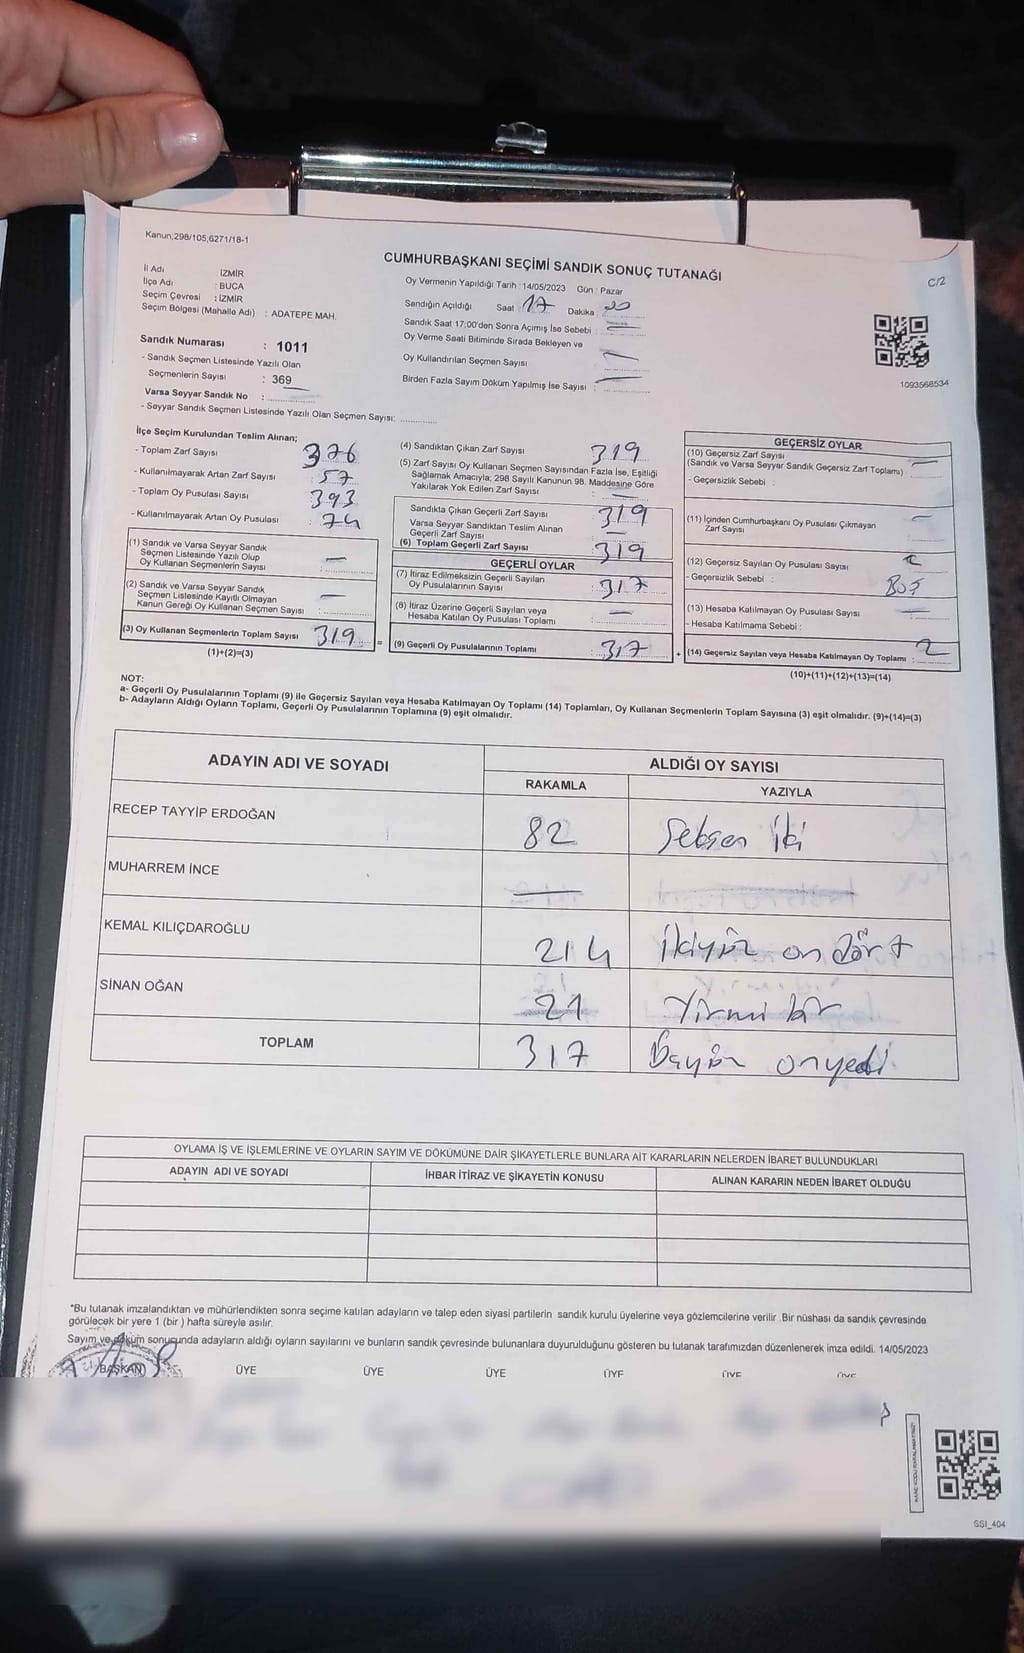 Kanun;298/105;6271/18-1
CUMHURBAŞKANI SEÇİMİ SANDIK SONUÇ TUTANAĞI
C/2
İl Adı : İZMİR
İlçe Adı : BUCA
Seçim Çevresi : İZMİR
Seçim Bölgesi (Mahalle Adı) : ADATEPE MAH.
Oy Vermenin Yapıldığı Tarih : 14/05/2023 Gün : Pazar
Sandığın Açıldığı Saat : 17 Dakika : 20
Sandık Saat 17:00'den Sonra Açımış İse Sebebi :
Oy Verme Saati Bitiminde Sırada Bekleyen ve
Oy Kullandırılan Seçmen Sayısı
Birden Fazla Sayım Döküm Yapılmış İse Sayısı :
1093568534
Sandık Numarası : 1011
- Sandık Seçmen Listesinde Yazılı Olan
Seçmenlerin Sayısı : 369
Varsa Seyyar Sandık No :
- Seyyar Sandık Seçmen Listesinde Yazılı Olan Seçmen Sayısı:
İlçe Seçim Kurulundan Teslim Alınan;
- Toplam Zarf Sayısı 376
- Kullanılmayarak Artan Zarf Sayısı : 57
- Toplam Oy Pusulası Sayısı 393
- Kullanılmayarak Artan Oy Pusulası : 74
(1) Sandık ve Varsa Seyyar Sandık
Seçmen Listesinde Yazılı Olup
Oy Kullanan Seçmenlerin Sayısı :
(2) Sandık ve Varsa Seyyar Sandık
Seçmen Listesinde Kayıtlı Olmayan
Kanun Gereği Oy Kullanan Seçmen Sayısı :
(3) Oy Kullanan Seçmenlerin Toplam Sayısı 319 =
(1)+(2)=(3)
(4) Sandıktan Çıkan Zarf Sayısı 319
(5) Zarf Sayısı Oy Kullanan Seçmen Sayısından Fazla İse, Eşitliği
Sağlamak Amacıyla; 298 Sayılı Kanunun 98. Maddesine Göre
Yakılarak Yok Edilen Zarf Sayısı :
Sandıkta Çıkan Geçerli Zarf Sayısı 319
Varsa Seyyar Sandıktan Teslim Alınan
Geçerli Zarf Sayısı :
(6) Toplam Geçerli Zarf Sayısı 319
GEÇERLİ OYLAR
(7) İtiraz Edilmeksizin Geçerli Sayılan
Oy Pusulalarının Sayısı : 317
(8) İtiraz Üzerine Geçerli Sayılan veya
Hesaba Katılan Oy Pusulası Toplamı :
(9) Geçerli Oy Pusulalarının Toplamı : 317 +
GEÇERSİZ OYLAR
(10) Geçersiz Zarf Sayısı
(Sandık ve Varsa Seyyar Sandık Geçersiz Zarf Toplamı)
- Geçersizlik Sebebi :
(11) İçinden Cumhurbaşkanı Oy Pusulası Çıkmayan
Zarf Sayısı
(12) Geçersiz Sayılan Oy Pusulası Sayısı 2
- Geçersizlik Sebebi : Boş
(13) Hesaba Katılmayan Oy Pusulası Sayısı
- Hesaba Katılmama Sebebi :
(14) Geçersiz Sayılan veya Hesaba Katılmayan Oy Toplamı : 2
(10)+(11)+(12)+(13)=(14)
NOT:
a- Geçerli Oy Pusulalarının Toplamı (9) ile Geçersiz Sayılan veya Hesaba Katılmayan Oy Toplamı (14) Toplamları, Oy Kullanan Seçmenlerin Toplam Sayısına (3) eşit olmalıdır. (9)+(14)=(3)
b- Adayların Aldığı Oyların Toplamı, Geçerli Oy Pusulalarının Toplamına (9) eşit olmalıdır.
ADAYIN ADI VE SOYADI
ALDIĞI OY SAYISI
RAKAMLA YAZIYLA
RECEP TAYYİP ERDOĞAN 82 Seksen iki
MUHARREM İNCE
KEMAL KILIÇDAROĞLU 214 ikiyüz on dört
SİNAN OĞAN 21 Yirmi bir
TOPLAM 317 Üçyüz onyedi
OYLAMA İŞ VE İŞLEMLERİNE VE OYLARIN SAYIM VE DÖKÜMÜNE DAİR ŞİKAYETLERLE BUNLARA AİT KARARLARIN NELERDEN İBARET BULUNDUKLARI
ADAYIN ADI VE SOYADI İHBAR İTİRAZ VE ŞİKAYETİN KONUSU ALINAN KARARIN NEDEN İBARET OLDUĞU
*Bu tutanak imzalandıktan ve mühürlendikten sonra seçime katılan adayların ve talep eden siyasi partilerin sandık kurulu üyelerine veya gözlemcilerine verilir .Bir nüshası da sandık çevresinde
görülecek bir yere 1 (bir ) hafta süreyle asılır.
Sayım ve döküm sonucunda adayların aldığı oyların sayılarını ve bunların sandık çevresinde bulunanlara duyurulduğunu gösteren bu tutanak tarafımızdan düzenlenerek imza edildi. 14/05/2023
BAŞKAN ÜYE ÜYE ÜYE ÜYE ÜYE ÜYE
KARE KODU KARALAMAYINIZ!
SSI_404